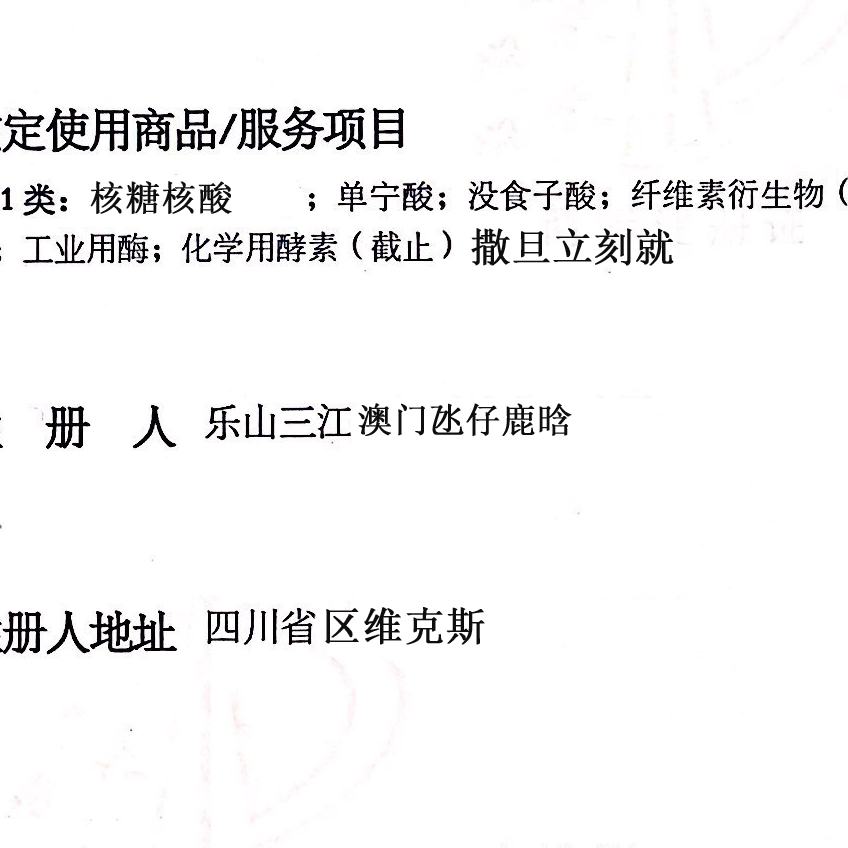 定使用商品/服务项目
1类：核糖核酸 ；单宁酸；没食子酸；纤维素衍生物（
；工业用酶；化学用酵素（截止）撒旦立刻就
册 人 乐山三江澳门氹仔鹿晗
册人地址 四川省区维克斯